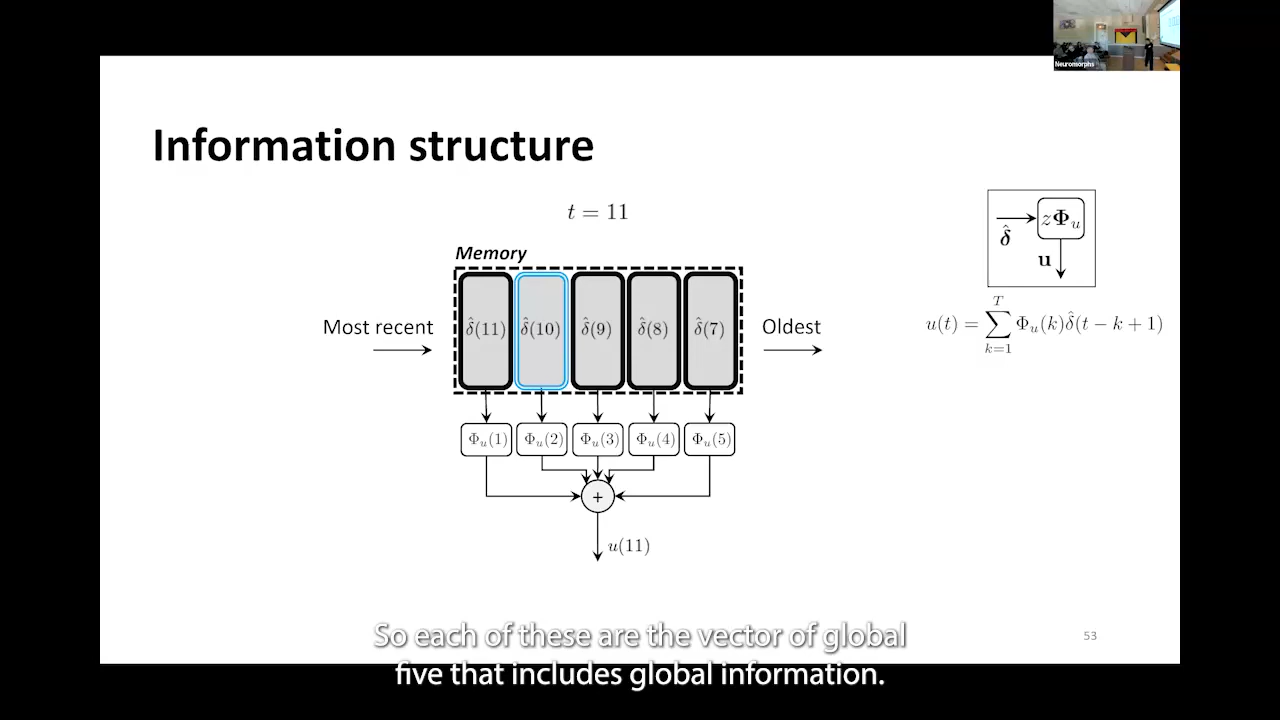 Neuromorphs
Information structure
t = 11
Memory
Most recent
δ̂(11) δ̂(10) δ̂(9) δ̂(8) δ̂(7)
Oldest
Φᵤ(1) Φᵤ(2) Φᵤ(3) Φᵤ(4) Φᵤ(5)
+
u(11)
δ̂
zΦᵤ
u
u(t) = ∑ₖ₌₁ᵀ Φᵤ(k)δ̂(t − k + 1)
So each of these are the vector of global
five that includes global information.
53